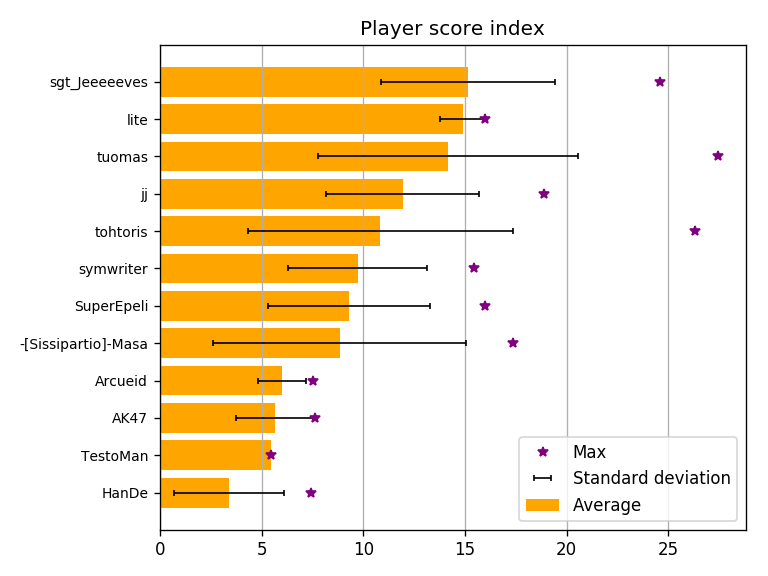 Player score index
sgt_Jeeeeeves
lite
tuomas
jj
tohtoris
symwriter
SuperEpeli
-[Sissipartio]-Masa
Arcueid
AK47
TestoMan
HanDe
Max
Standard deviation
Average
0 5 10 15 20 25